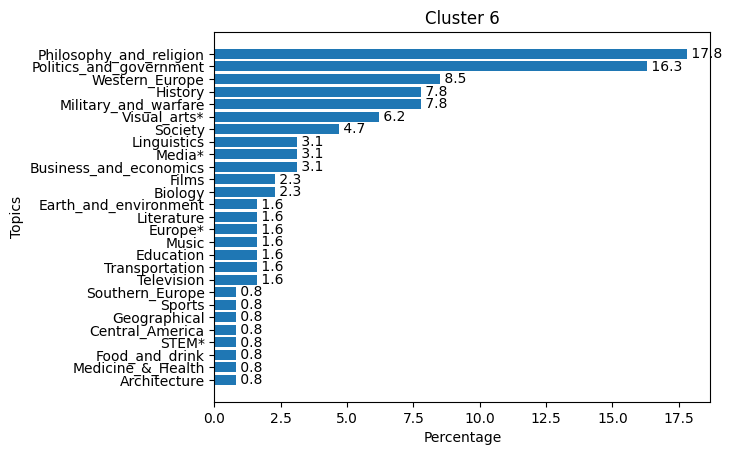 Cluster 6
Topics
Philosophy_and_religion 17.8
Politics_and_government 16.3
Western_Europe 8.5
History 7.8
Military_and_warfare 7.8
Visual_arts* 6.2
Society 4.7
Linguistics 3.1
Media* 3.1
Business_and_economics 3.1
Films 2.3
Biology 2.3
Earth_and_environment 1.6
Literature 1.6
Europe* 1.6
Music 1.6
Education 1.6
Transportation 1.6
Television 1.6
Southern_Europe 0.8
Sports 0.8
Geographical 0.8
Central_America 0.8
STEM* 0.8
Food_and_drink 0.8
Medicine_&_Health 0.8
Architecture 0.8
0.0 2.5 5.0 7.5 10.0 12.5 15.0 17.5
Percentage